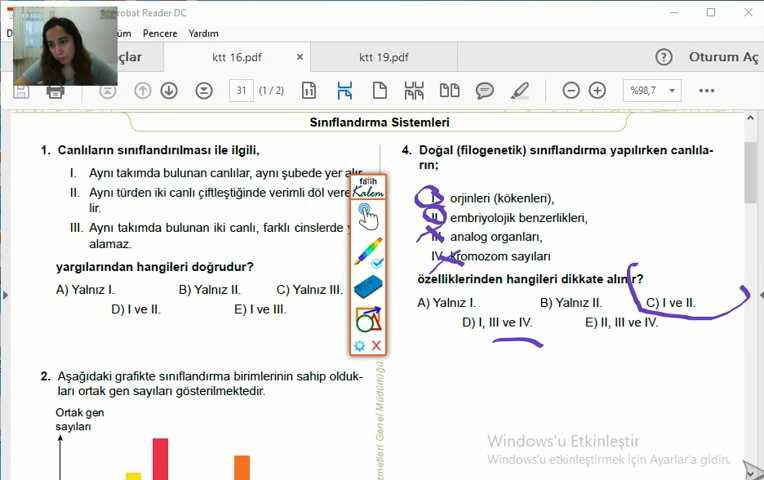 robat Reader DC
üm Pencere Yardım
çlar
ktt 16.pdf ×
ktt 19.pdf
Oturum Aç
31 (1 / 2)
%98,7
Sınıflandırma Sistemleri
1. Canlıların sınıflandırılması ile ilgili,
I. Aynı takımda bulunan canlılar, aynı şubede yer alır.
II. Aynı türden iki canlı çiftleştiğinde verimli döl vere
lir.
III. Aynı takımda bulunan iki canlı, farklı cinslerde y
alamaz.
yargılarından hangileri doğrudur?
A) Yalnız I. B) Yalnız II. C) Yalnız III.
D) I ve II. E) I ve III.
2. Aşağıdaki grafikte sınıflandırma birimlerinin sahip olduk-
ları ortak gen sayıları gösterilmektedir.
Ortak gen
sayıları
fatih
Kalem
zmetleri Genel Müdürlüğü
4. Doğal (filogenetik) sınıflandırma yapılırken canlıla-
rın;
I. orjinleri (kökenleri),
II. embriyolojik benzerlikleri,
III. analog organları,
IV. kromozom sayıları
özelliklerinden hangileri dikkate alınır?
A) Yalnız I. B) Yalnız II. C) I ve II.
D) I, III ve IV. E) II, III ve IV.
Windows'u Etkinleştir
Windows'u etkinleştirmek için Ayarlar'a gidin.